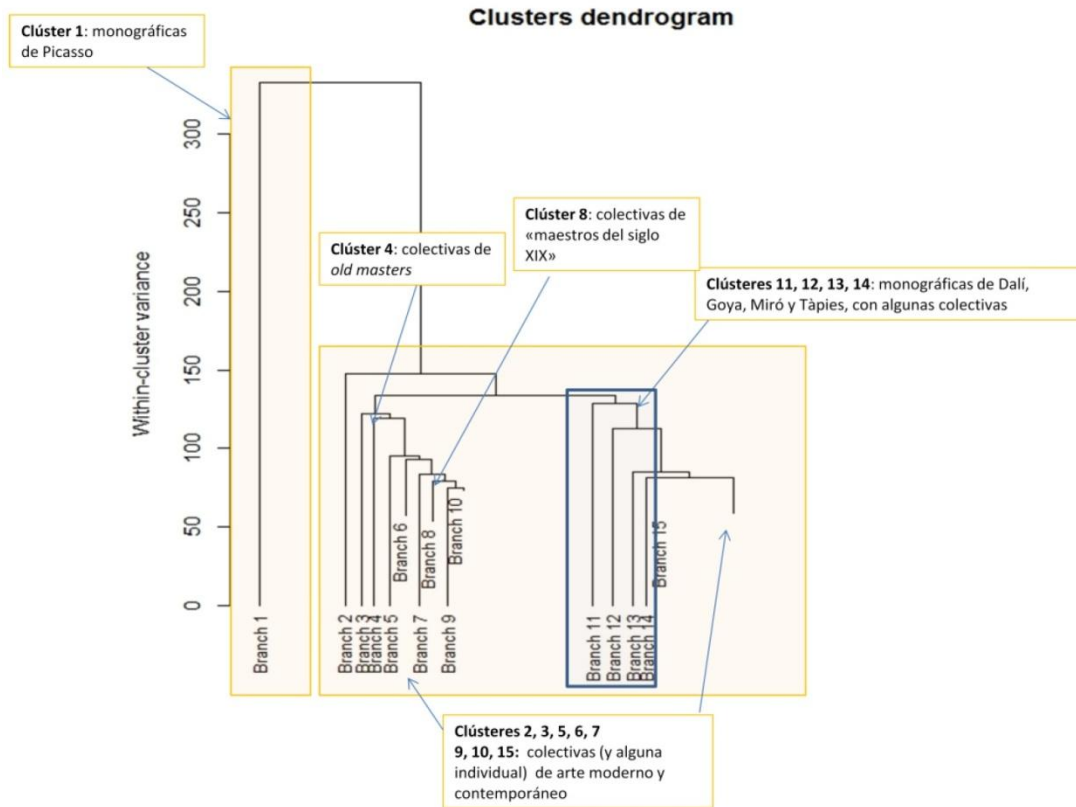 Clusters dendrogram
Clúster 1: monográficas
de Picasso
Clúster 8: colectivas de
«maestros del siglo
XIX»
Clúster 4: colectivas de
old masters
Clústeres 11, 12, 13, 14: monográficas de Dalí,
Goya, Miró y Tàpies, con algunas colectivas
Within-cluster variance
300
250
200
150
100
50
0
Branch 1
Branch 2
Branch 3
Branch 4
Branch 5
Branch 6
Branch 7
Branch 8
Branch 9
Branch 10
Branch 11
Branch 12
Branch 13
Branch 14
Branch 15
Clústeres 2, 3, 5, 6, 7
9, 10, 15: colectivas (y alguna
individual) de arte moderno y
contemporáneo